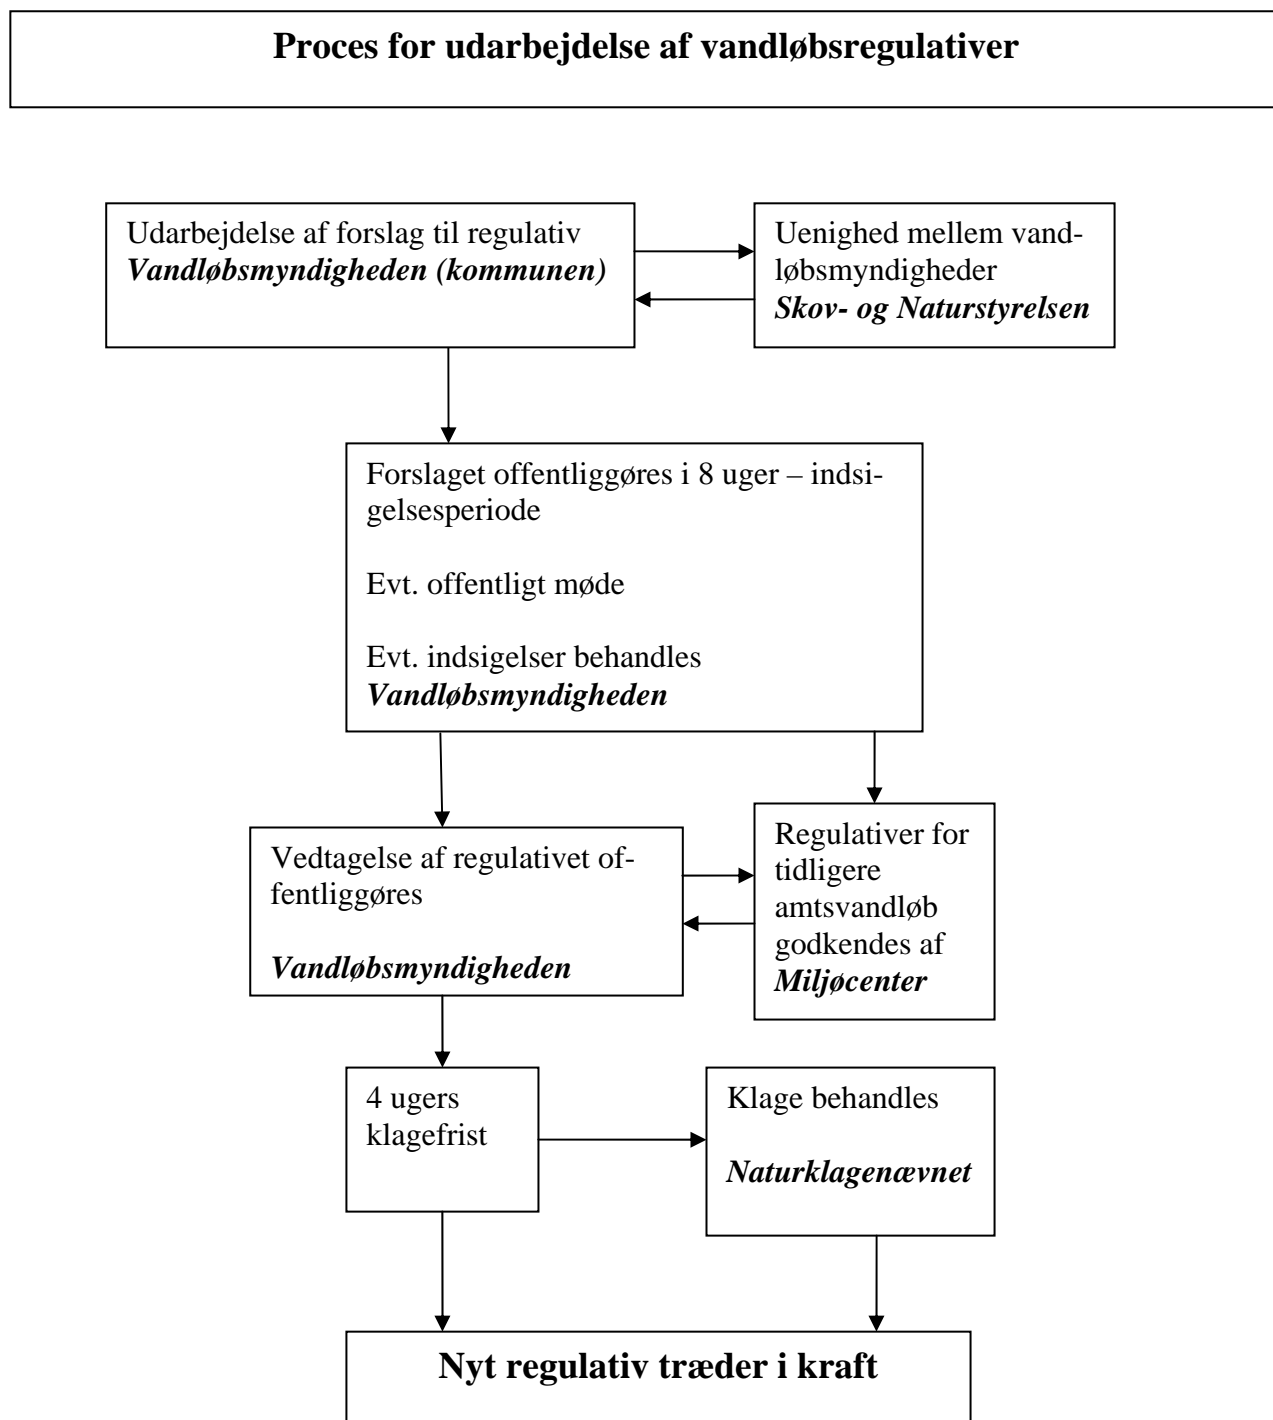 Proces for udarbejdelse af vandløbsregulativer
Udarbejdelse af forslag til regulativ
Vandløbsmyndigheden (kommunen)
Uenighed mellem vand-
løbsmyndigheder
Skov- og Naturstyrelsen
Forslaget offentliggøres i 8 uger – indsi-
gelsesperiode
Evt. offentligt møde
Evt. indsigelser behandles
Vandløbsmyndigheden
Vedtagelse af regulativet of-
fentliggøres
Vandløbsmyndigheden
Regulativer for
tidligere
amtsvandløb
godkendes af
Miljøcenter
4 ugers
klagefrist
Klage behandles
Naturklagenævnet
Nyt regulativ træder i kraft